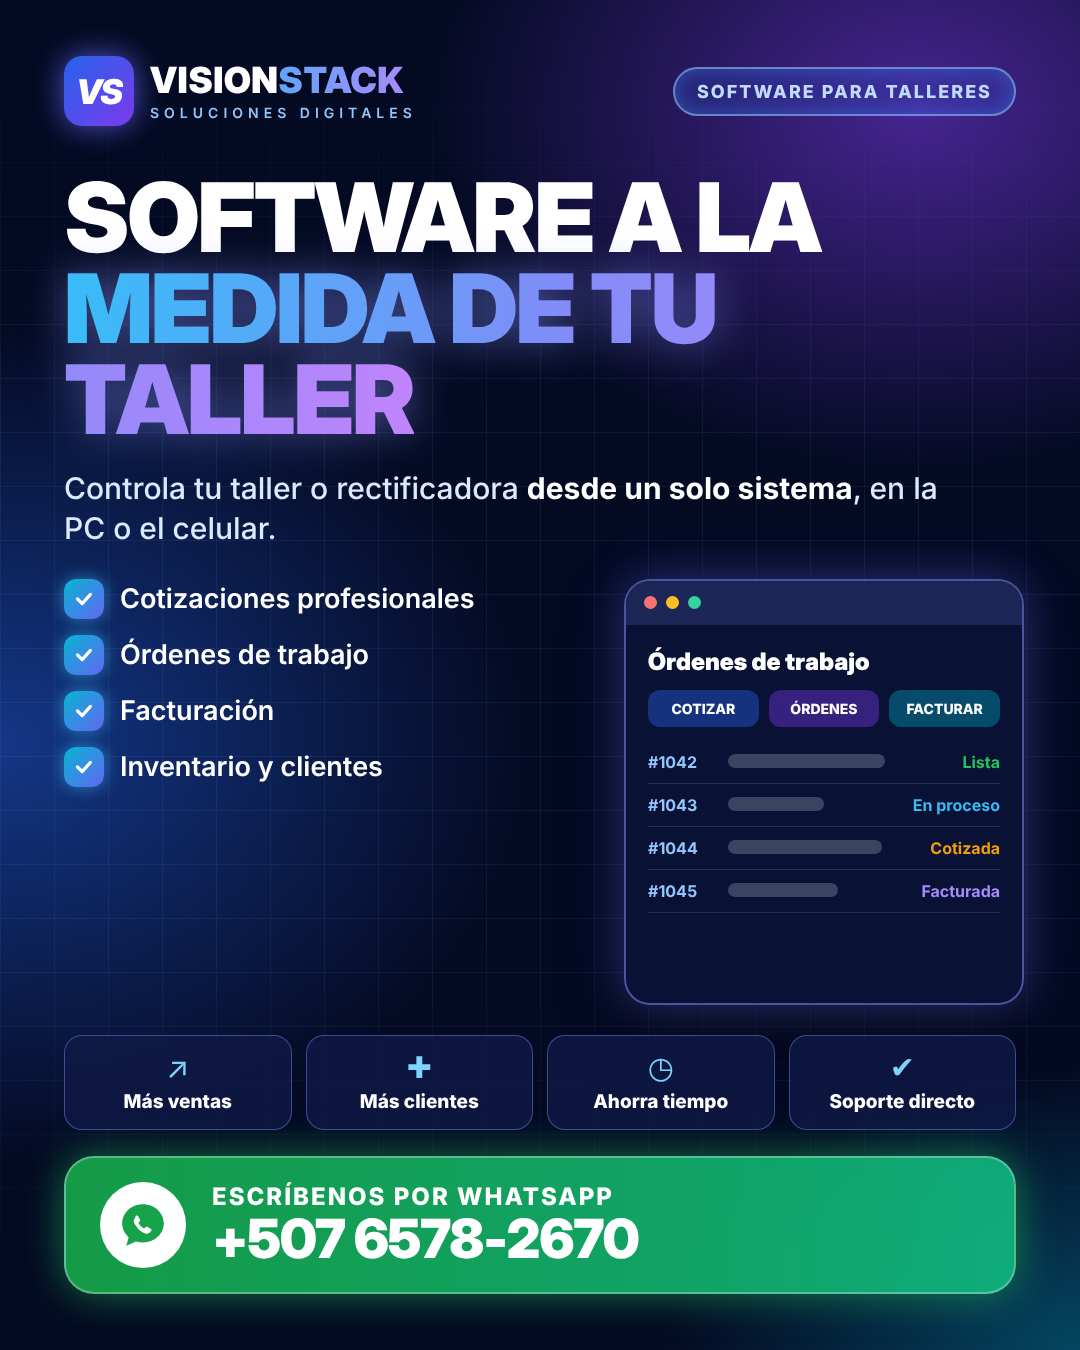 VS
VISIONSTACK
SOLUCIONES DIGITALES
SOFTWARE PARA TALLERES
SOFTWARE A LA
MEDIDA DE TU
TALLER
Controla tu taller o rectificadora desde un solo sistema, en la
PC o el celular.
Cotizaciones profesionales
Órdenes de trabajo
Facturación
Inventario y clientes
Órdenes de trabajo
COTIZAR ÓRDENES FACTURAR
#1042 Lista
#1043 En proceso
#1044 Cotizada
#1045 Facturada
Más ventas
Más clientes
Ahorra tiempo
Soporte directo
ESCRÍBENOS POR WHATSAPP
+507 6578-2670